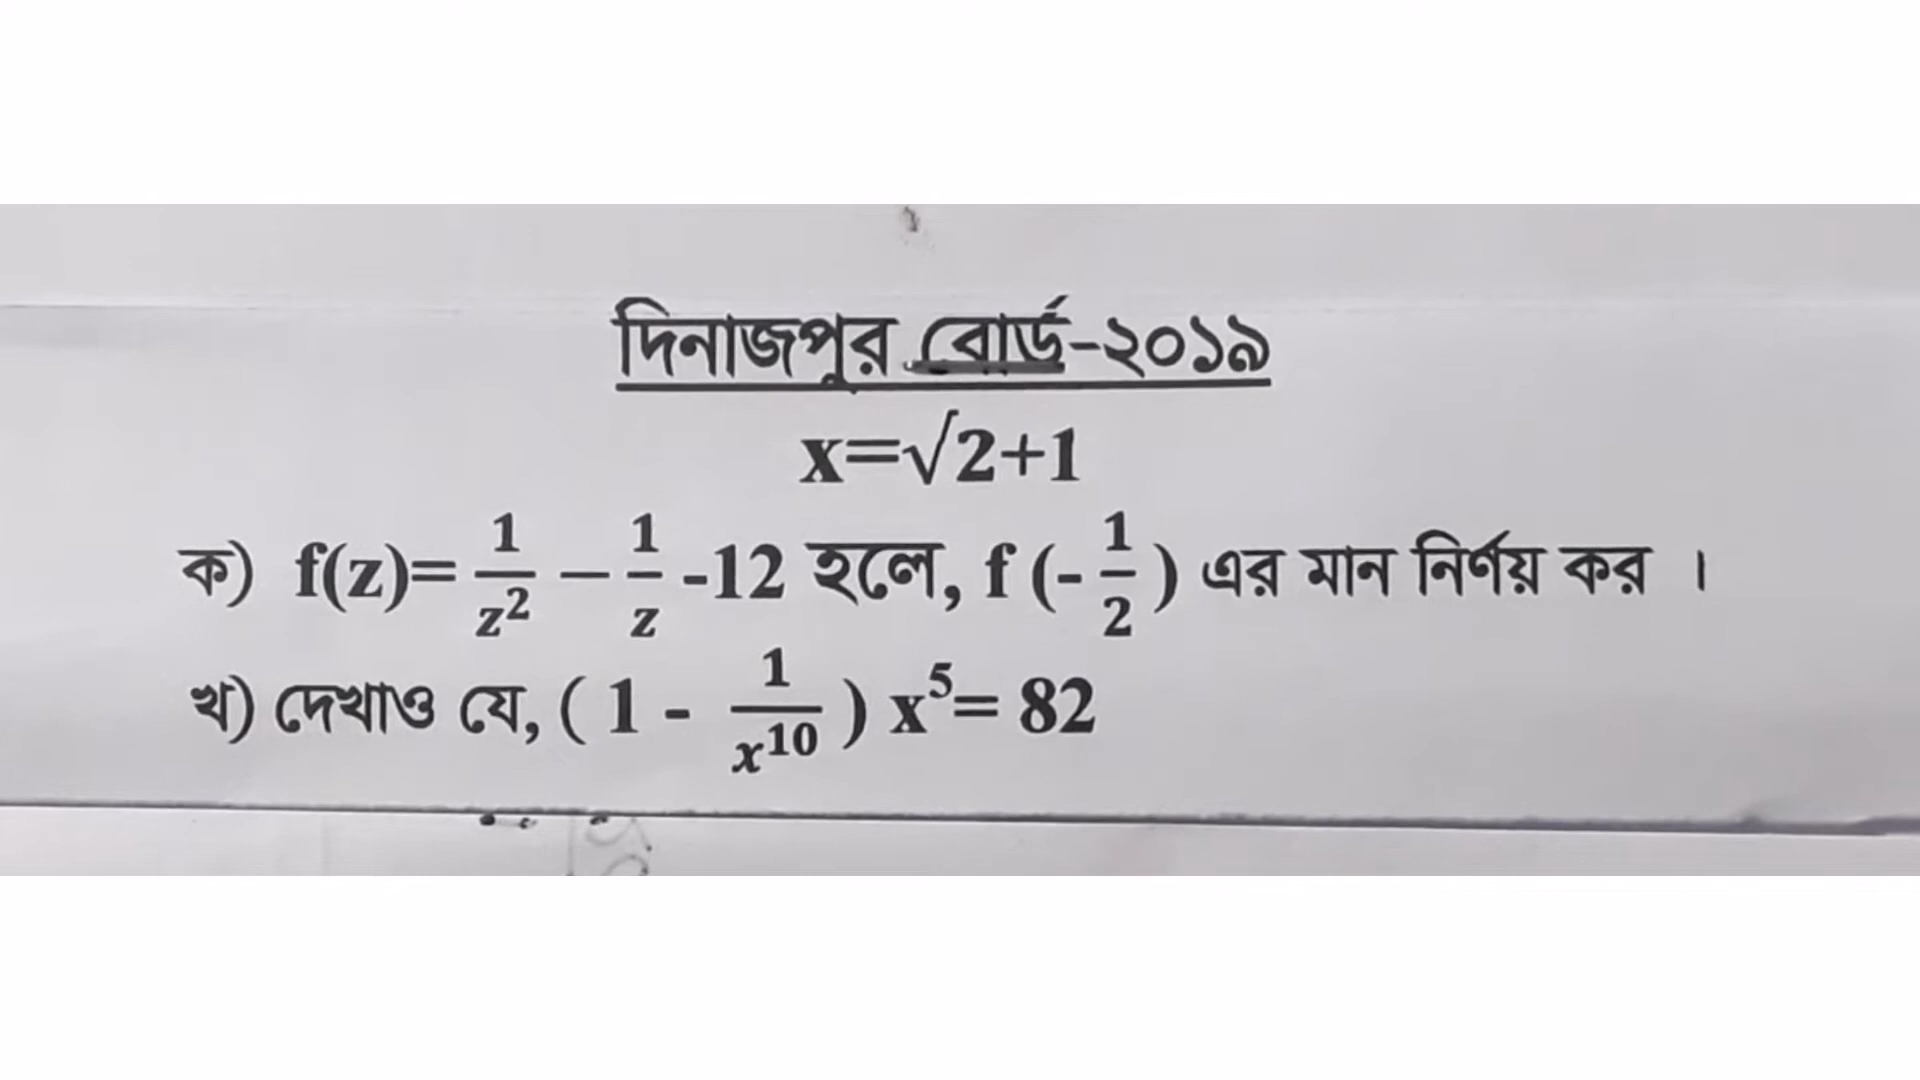 দিনাজপুর বোর্ড-২০১৯
x=√2+1
ক) f(z)= 1/z² − 1/z -12 হলে, f (- 1/2 ) এর মান নির্ণয় কর ।
খ) দেখাও যে, ( 1 - 1/x¹⁰ ) x⁵= 82